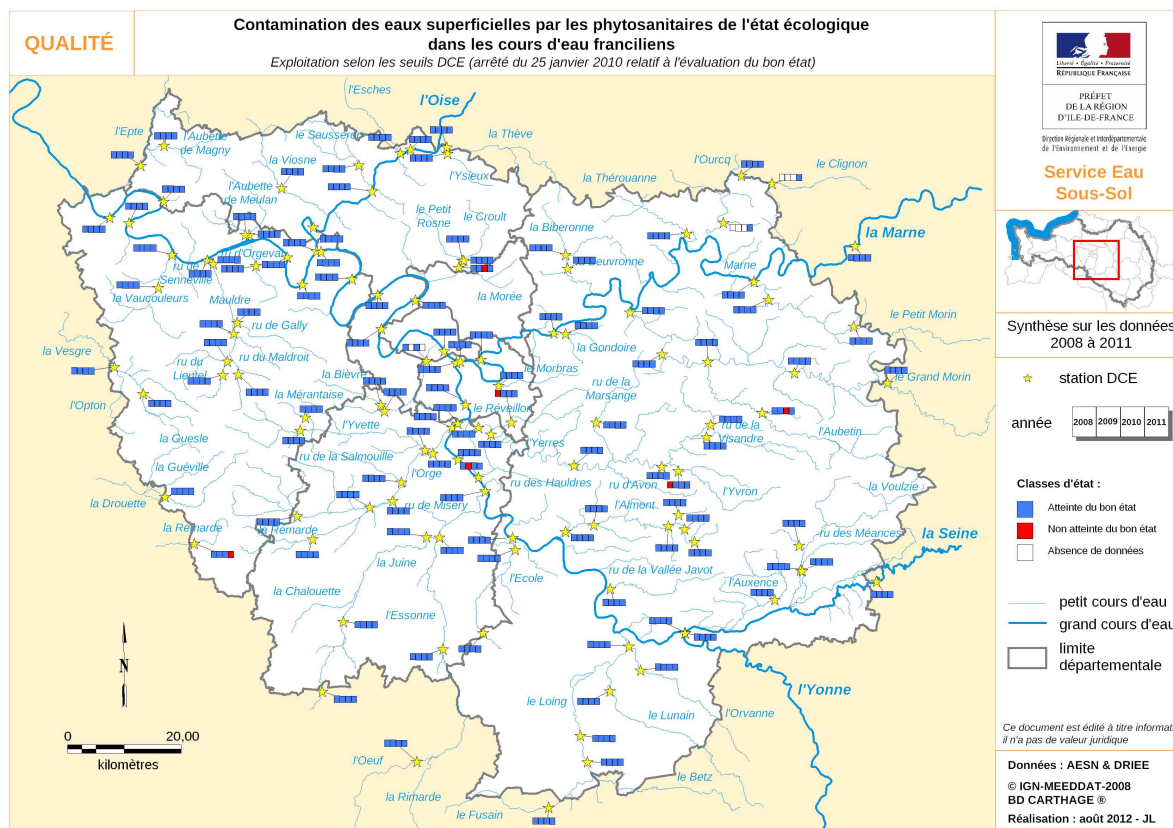 QUALITÉ
Contamination des eaux superficielles par les phytosanitaires de l'état écologique
dans les cours d'eau franciliens
Exploitation selon les seuils DCE (arrêté du 25 janvier 2010 relatif à l'évaluation du bon état)
Liberté • Égalité • Fraternité
RÉPUBLIQUE FRANÇAISE
PRÉFET
DE LA RÉGION
D'ILE-DE-FRANCE
Direction Régionale et Interdépartementale
de l'Environnement et de l'Energie
Service Eau
Sous-Sol
Synthèse sur les données
2008 à 2011
station DCE
année
2008 2009 2010 2011
Classes d'état :
Atteinte du bon état
Non atteinte du bon état
Absence de données
petit cours d'eau
grand cours d'eau
limite
départementale
Ce document est édité à titre informat
il n'a pas de valeur juridique
Données : AESN & DRIEE
© IGN-MEEDDAT-2008
BD CARTHAGE ®
Réalisation : août 2012 - JL
l'Esches
l'Oise
l'Epte
l'Aubette
de Magny
le Sausseron
la Thève
la Viosne
l'Ysieux
l'Ourcq
le Clignon
la Thérouanne
l'Aubette
de Meulan
le Petit
Rosne
le Croult
la Biberonne
la Marne
ru d'Orgeval
ru de
Senneville
la Beuvronne
Marne
la Vaucouleurs
Mauldre
la Morée
le Petit Morin
ru de Gally
la Gondoire
la Vesgre
ru du
Lieutel
ru du Maldroit
la Bièvre
le Morbras
le Grand Morin
la Mérantaise
ru de la
Marsange
l'Opton
le Réveillon
l'Yvette
la Guesle
l'Yerres
ru de la
Visandre
l'Aubetin
ru de la Salmouille
la Guéville
l'Orge
ru des Hauldres
ru d'Avon
l'Yvron
la Voulzie
la Drouette
ru de Misery
l'Almont
la Rémarde
la Rémarde
ru des Méances
la Seine
la Juine
l'Ecole
ru de la Vallée Javot
l'Auxence
la Chalouette
l'Essonne
l'Yonne
le Loing
le Lunain
l'Orvanne
l'Oeuf
la Rimarde
le Betz
le Fusain
N
0 20,00
kilomètres